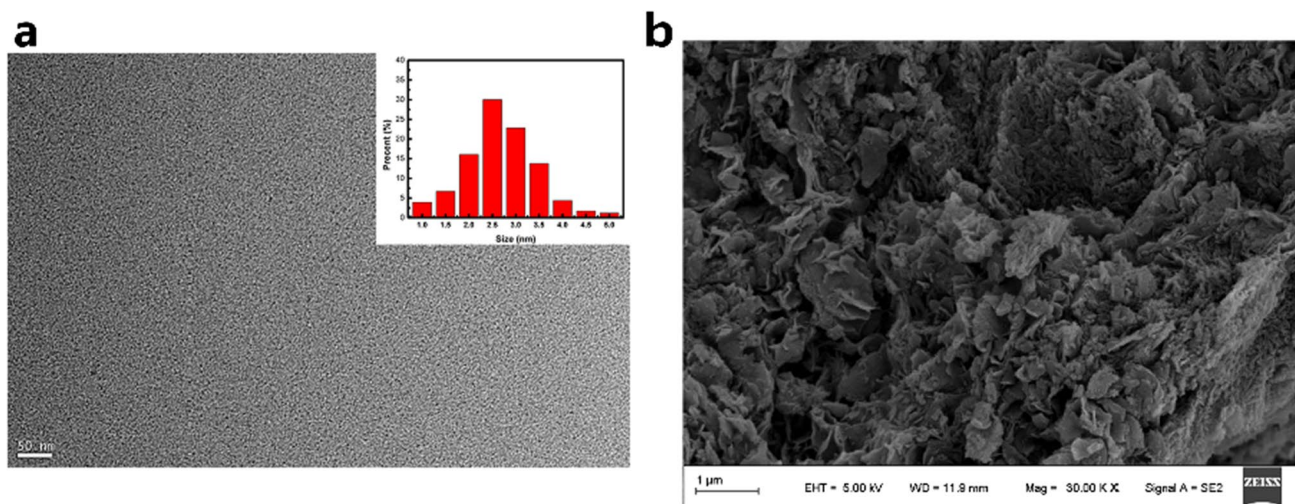 a
b
40
35
30
25
20
15
10
5
0
Precent (%)
1.0 1.5 2.0 2.5 3.0 3.5 4.0 4.5 5.0
Size (nm)
50 nm
1 µm
EHT = 5.00 kV WD = 11.9 mm Mag = 30.00 K X Signal A = SE2 ZEISS